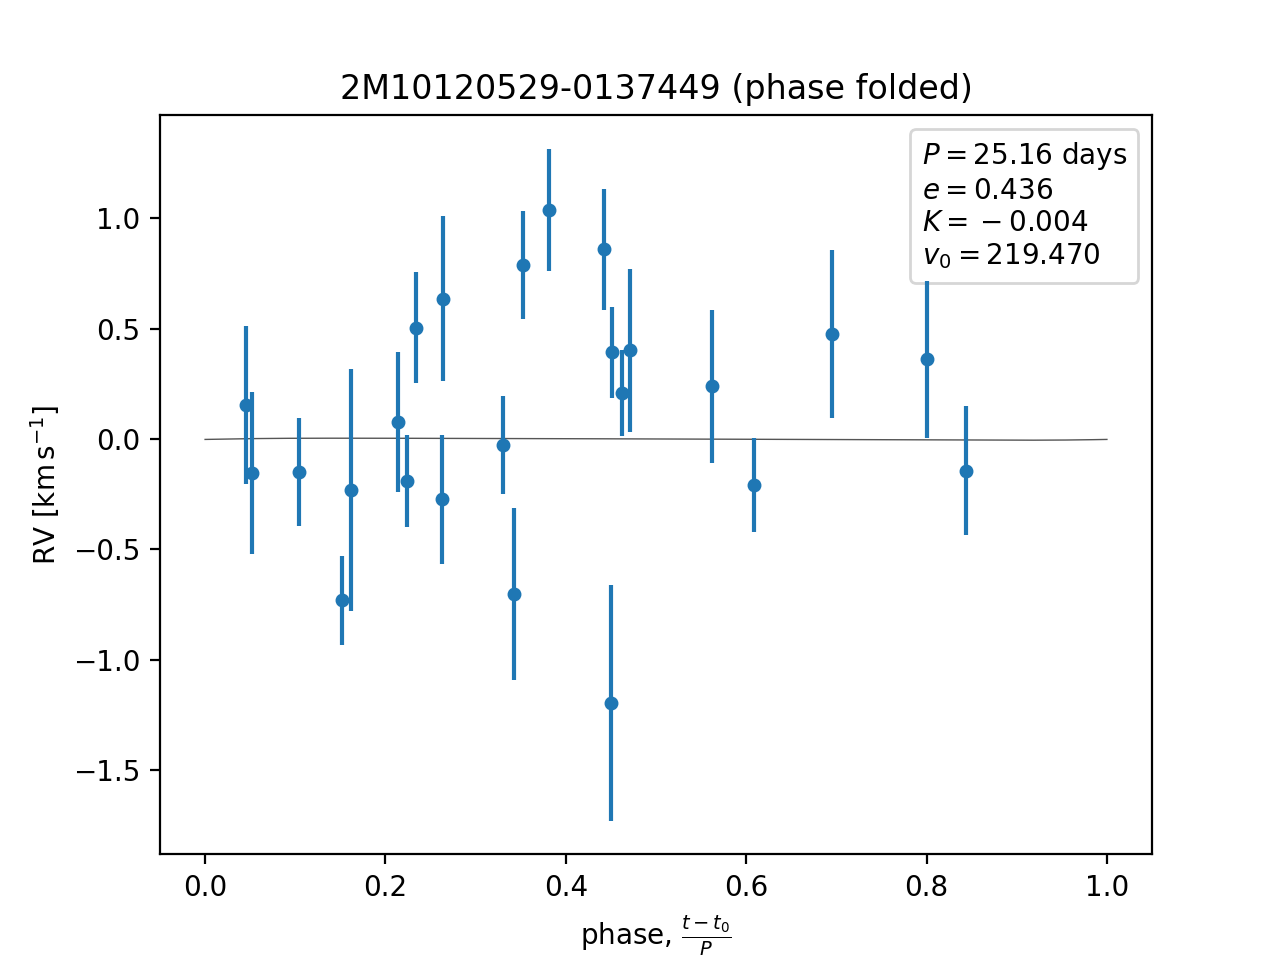 2M10120529-0137449 (phase folded)
P = 25.16 days
e = 0.436
K = −0.004
v₀ = 219.470
1.0
0.5
0.0
−0.5
−1.0
−1.5
RV [km s⁻¹]
0.0 0.2 0.4 0.6 0.8 1.0
phase, (t − t₀)/P